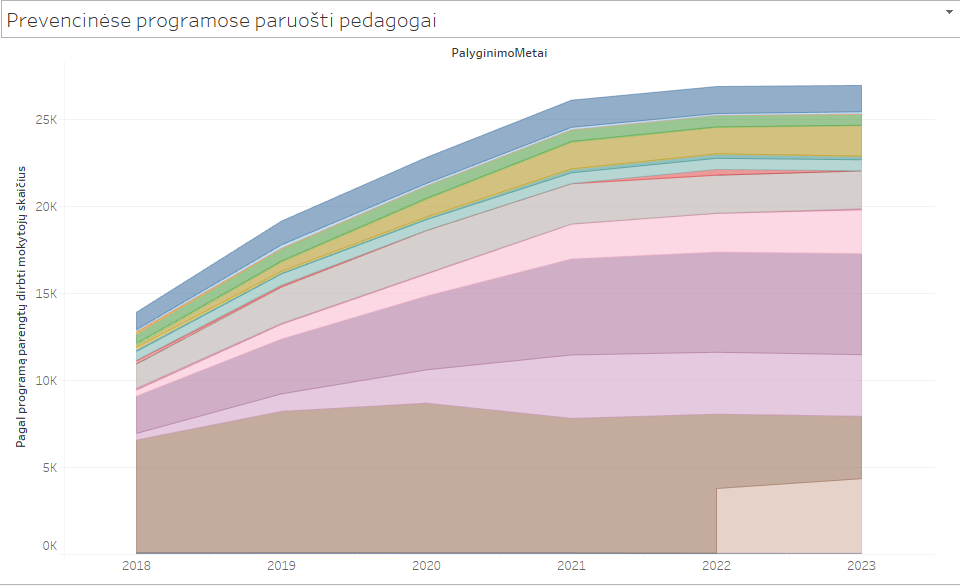 Prevencinėse programose paruošti pedagogai
PalyginimoMetai
Pagal programą parengtų dirbti mokytojų skaičius
25K
20K
15K
10K
5K
0K
2018 2019 2020 2021 2022 2023